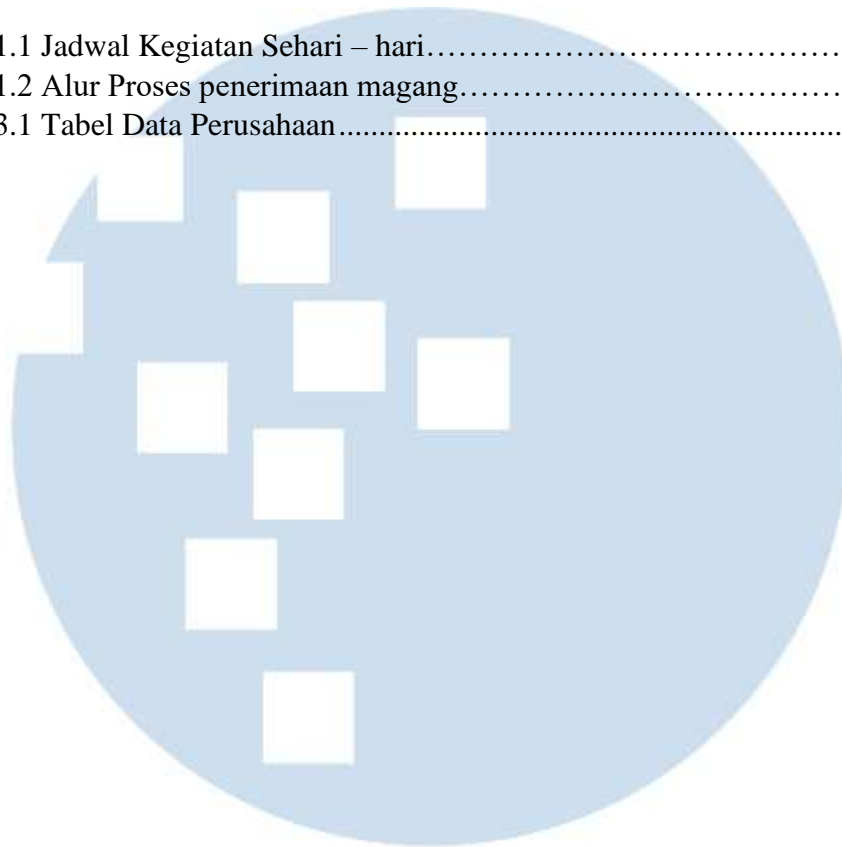 1.1 Jadwal Kegiatan Sehari – hari……………………………………
1.2 Alur Proses penerimaan magang…………………………………
3.1 Tabel Data Perusahaan................................................................